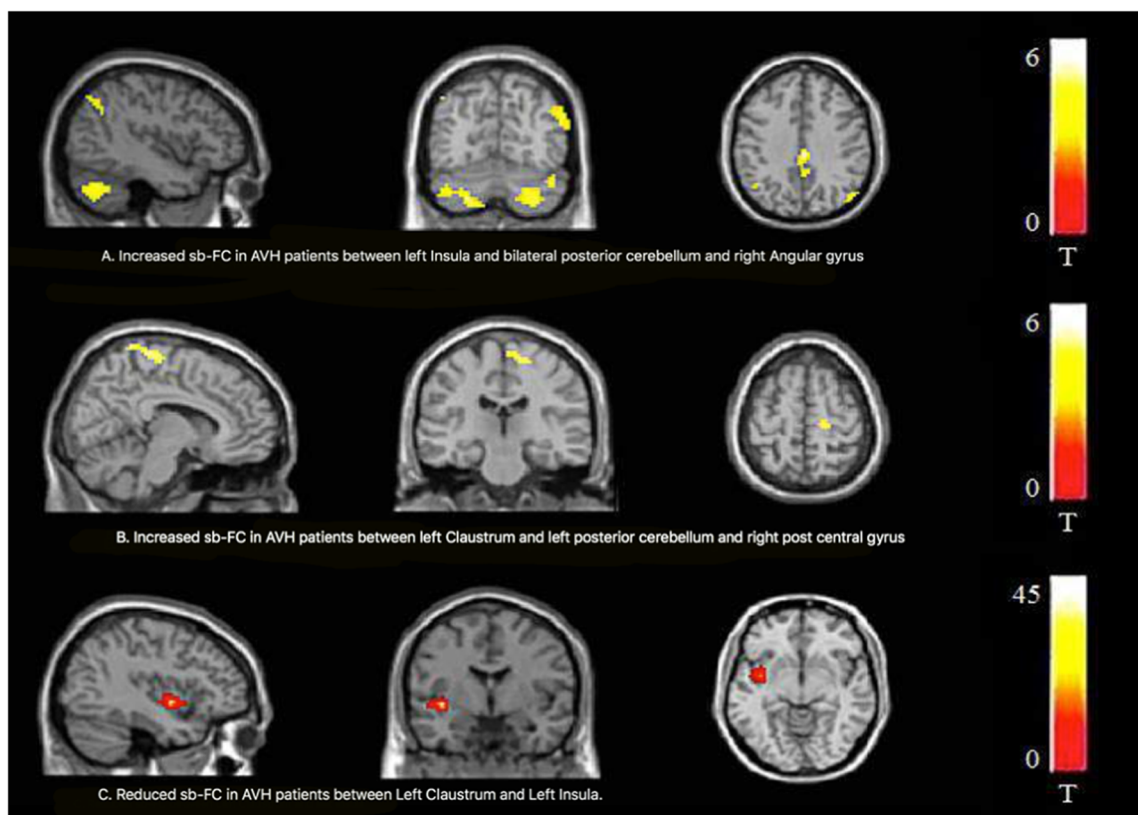 6
0
T
A. Increased sb-FC in AVH patients between left Insula and bilateral posterior cerebellum and right Angular gyrus
6
0
T
B. Increased sb-FC in AVH patients between left Claustrum and left posterior cerebellum and right post central gyrus
45
0
T
C. Reduced sb-FC in AVH patients between Left Claustrum and Left Insula.